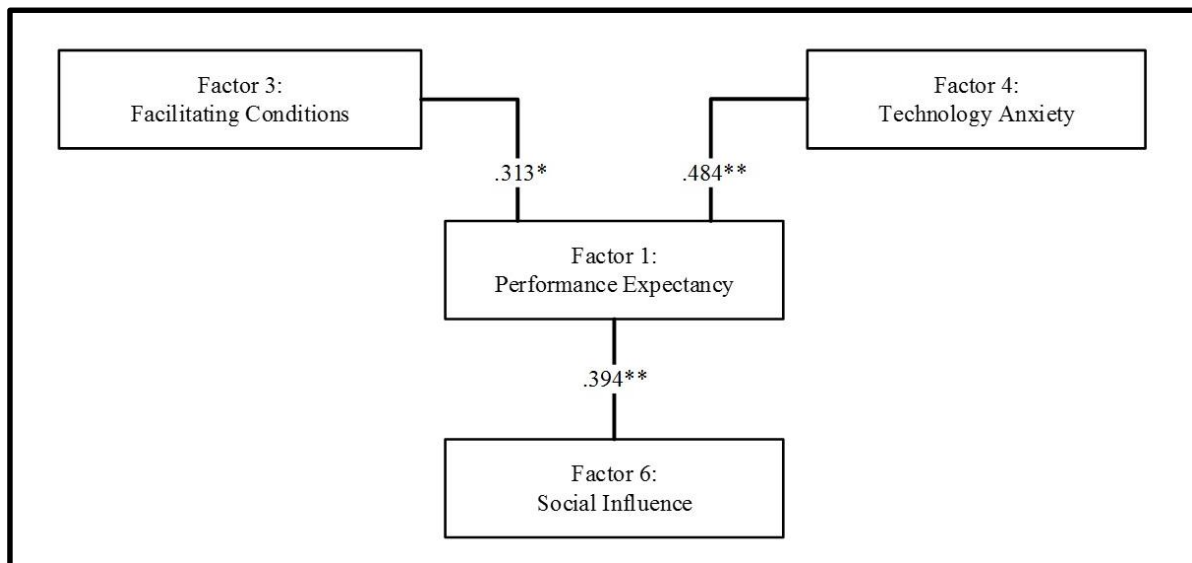 Factor 3:
Facilitating Conditions
Factor 4:
Technology Anxiety
.313*
.484**
Factor 1:
Performance Expectancy
.394**
Factor 6:
Social Influence